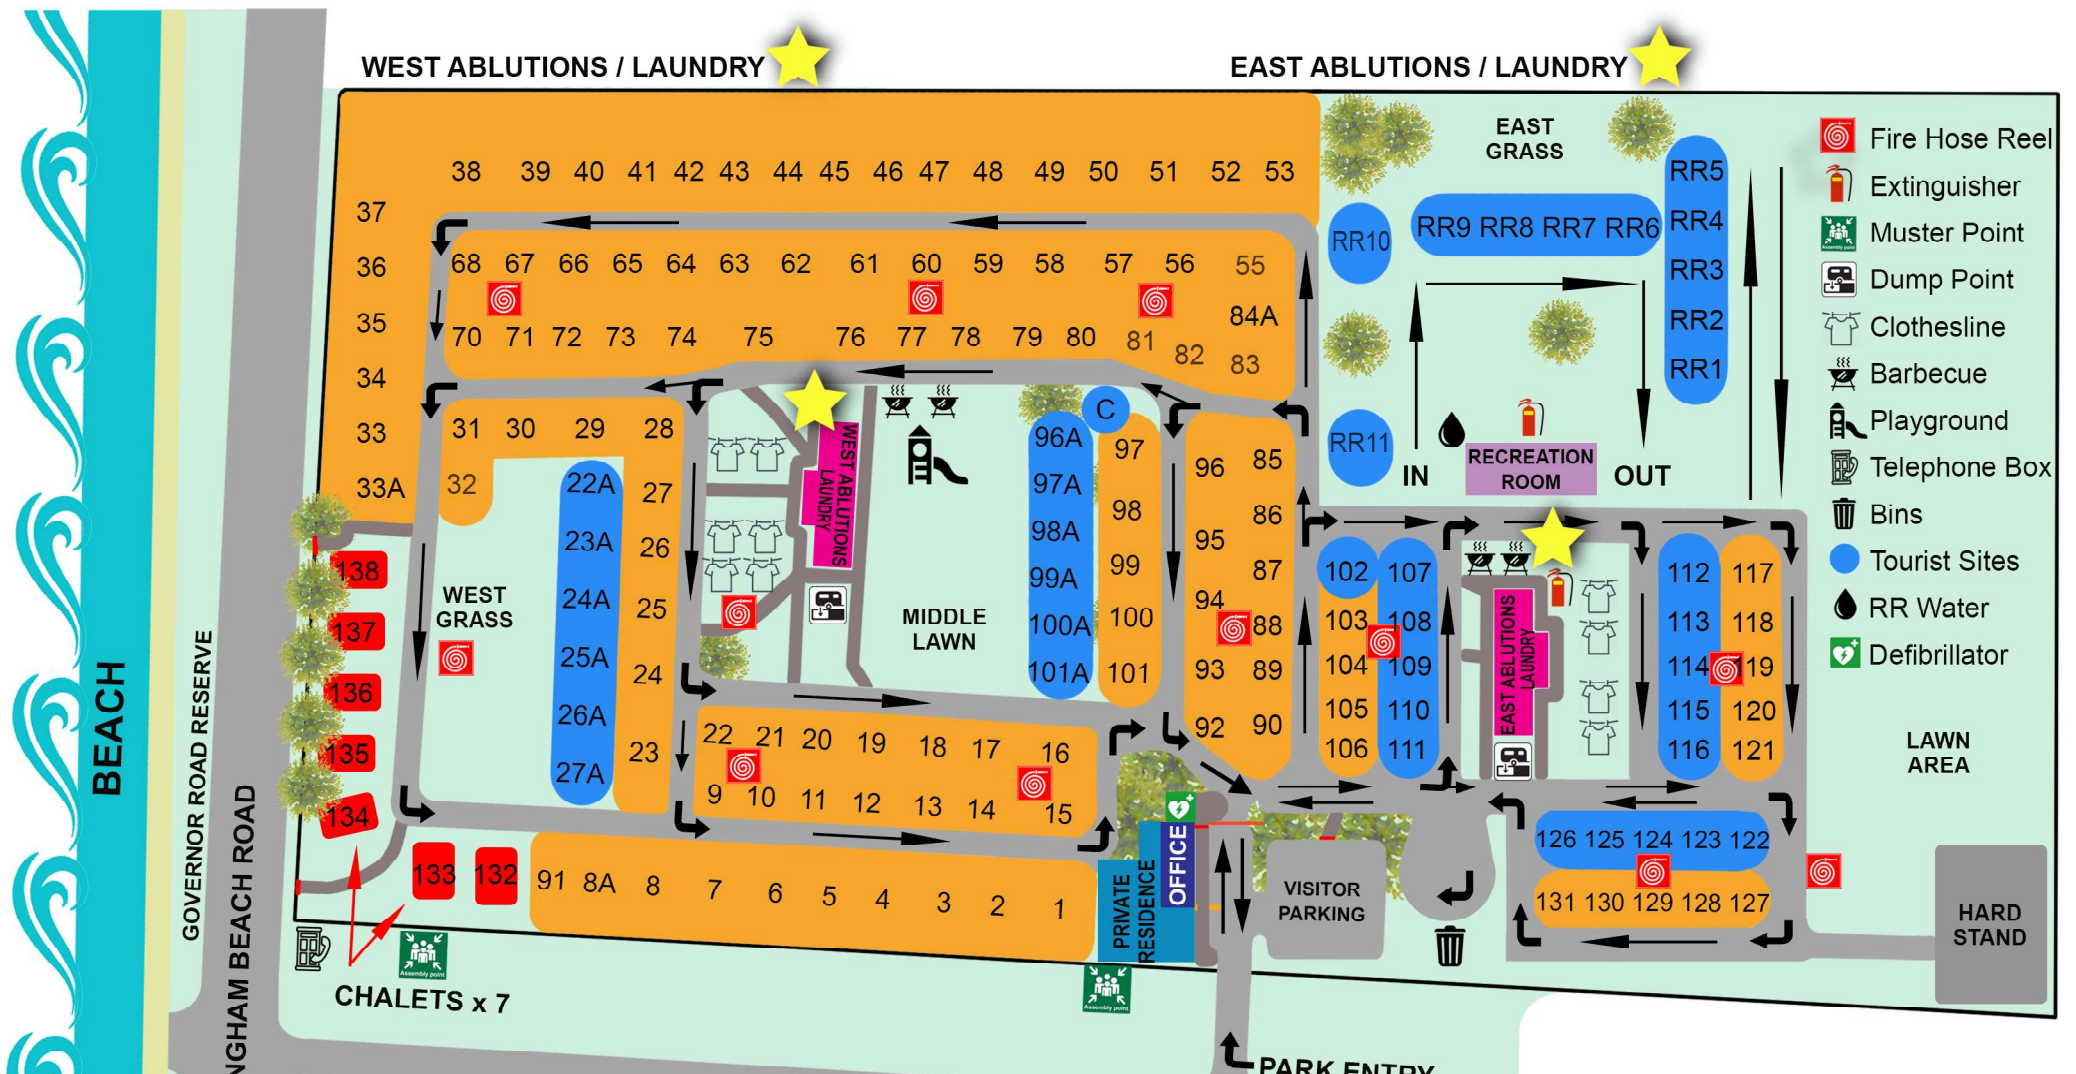 WEST ABLUTIONS / LAUNDRY
EAST ABLUTIONS / LAUNDRY
38 39 40 41 42 43 44 45 46 47 48 49 50 51 52 53
37
36
35
34
33
33A
68 67 66 65 64 63 62 61 60 59 58 57 56 55
84A
70 71 72 73 74 75 76 77 78 79 80 81 82 83
31 30 29 28
32
27
26
25
24
23
22A
23A
24A
25A
26A
27A
WEST
GRASS
WEST ABLUTIONS
LAUNDRY
MIDDLE
LAWN
C
96A
97A
98A
99A
100A
101A
97
98
99
100
101
96
95
94
93
92
85
86
87
88
89
90
22 21 20 19 18 17 16
9 10 11 12 13 14 15
91 8A 8 7 6 5 4 3 2 1
138
137
136
135
134
133 132
CHALETS x 7
Assembly point
Assembly point
PRIVATE
RESIDENCE
OFFICE
VISITOR
PARKING
PARK ENTRY
EAST
GRASS
RR5
RR4
RR3
RR2
RR1
RR9 RR8 RR7 RR6
RR10
RR11
IN
RECREATION
ROOM
OUT
102
103
104
105
106
107
108
109
110
111
EAST ABLUTIONS
LAUNDRY
112
113
114
115
116
117
118
119
120
121
126 125 124 123 122
131 130 129 128 127
LAWN
AREA
HARD
STAND
Fire Hose Reel
Extinguisher
Muster Point
Assembly point
Dump Point
Clothesline
Barbecue
Playground
Telephone Box
Bins
Tourist Sites
RR Water
Defibrillator
BEACH
GOVERNOR ROAD RESERVE
NGHAM BEACH ROAD